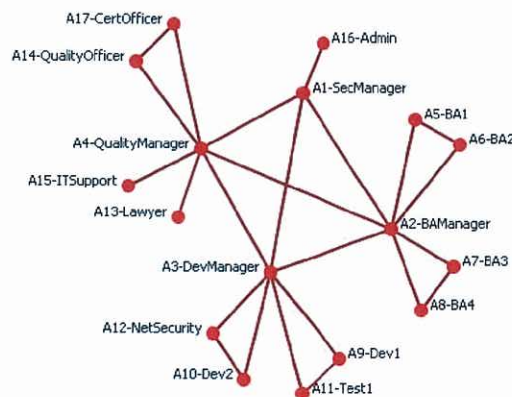 A17-CertOfficer
A16-Admin
A14-QualityOfficer
A1-SecManager
A5-BA1
A6-BA2
A4-QualityManager
A15-ITSupport
A13-Lawyer
A2-BAManager
A7-BA3
A3-DevManager
A8-BA4
A12-NetSecurity
A9-Dev1
A10-Dev2
A11-Test1